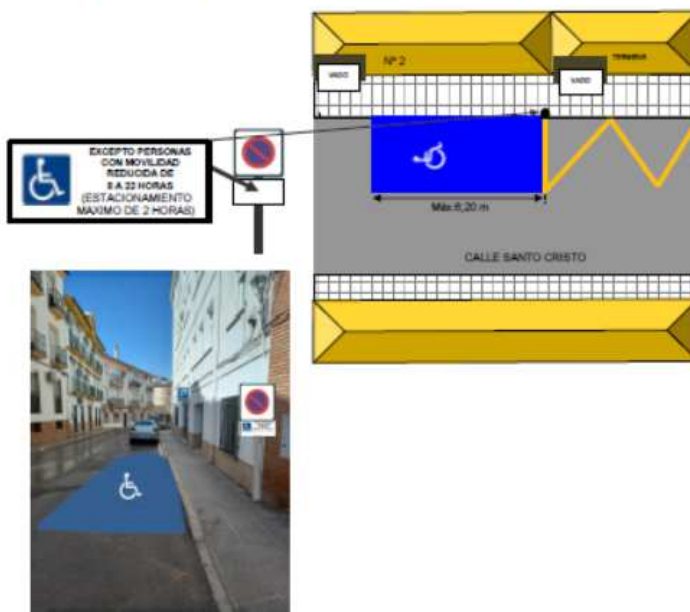 Nº 2
VADO
VADO
EXCEPTO PERSONAS
CON MOVILIDAD
REDUCIDA DE
8 A 22 HORAS
(ESTACIONAMIENTO
MAXIMO DE 2 HORAS)
Máx.6,20 m
CALLE SANTO CRISTO